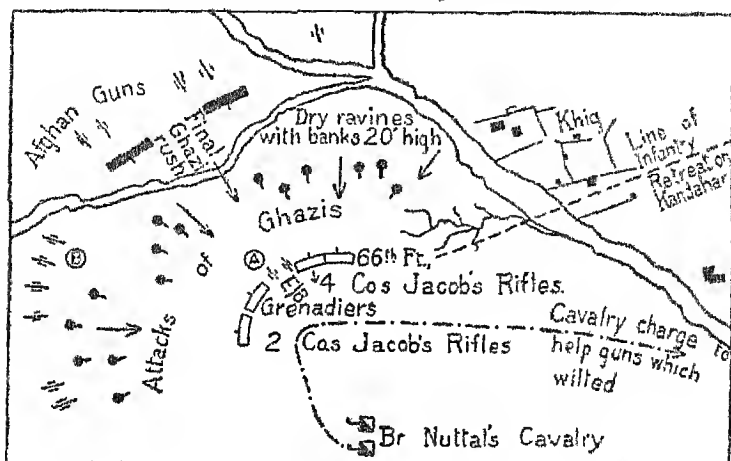 Afghan Guns
Final
Ghazi
rush
Dry ravines
with banks 20' high
Khig
Line of
Infantry
Retreat on
Kandahar
Ghazis
of
Attacks
B
A
66th Ft.,
E/B
4 Cos Jacob's Rifles.
Grenadiers
2 Cos Jacob's Rifles
Cavalry charge
to
help guns which
wilted
Br Nuttal's Cavalry